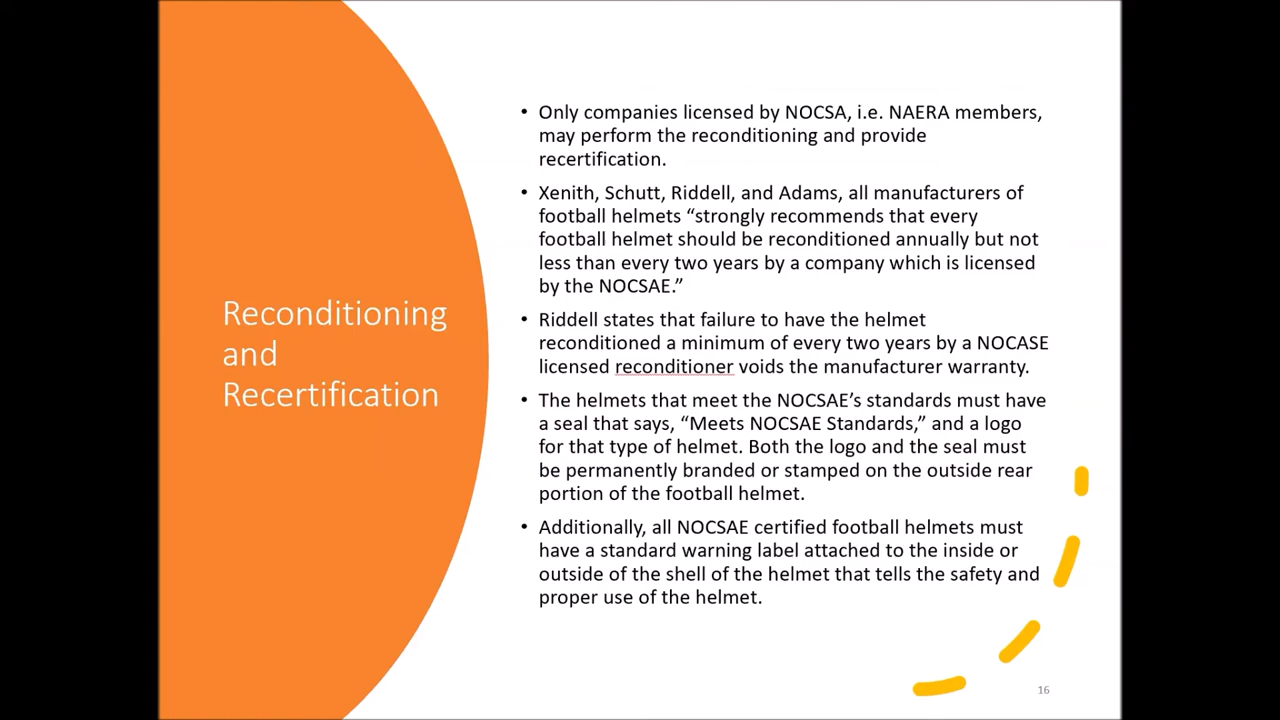 Reconditioning
and
Recertification
• Only companies licensed by NOCSA, i.e. NAERA members,
may perform the reconditioning and provide
recertification.
• Xenith, Schutt, Riddell, and Adams, all manufacturers of
football helmets “strongly recommends that every
football helmet should be reconditioned annually but not
less than every two years by a company which is licensed
by the NOCSAE.”
• Riddell states that failure to have the helmet
reconditioned a minimum of every two years by a NOCASE
licensed reconditioner voids the manufacturer warranty.
• The helmets that meet the NOCSAE’s standards must have
a seal that says, “Meets NOCSAE Standards,” and a logo
for that type of helmet. Both the logo and the seal must
be permanently branded or stamped on the outside rear
portion of the football helmet.
• Additionally, all NOCSAE certified football helmets must
have a standard warning label attached to the inside or
outside of the shell of the helmet that tells the safety and
proper use of the helmet.
16